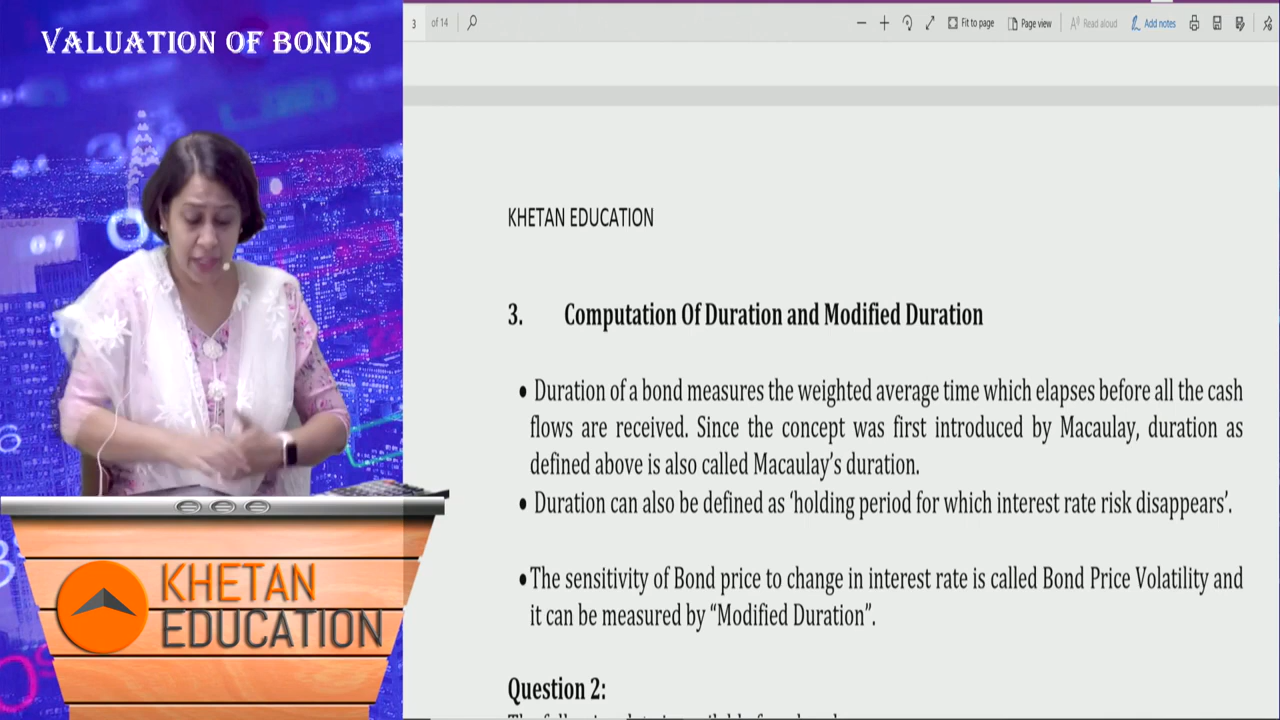 VALUATION OF BONDS
3 of 14
Fit to page
Page view
Read aloud
Add notes
KHETAN EDUCATION
3. Computation Of Duration and Modified Duration
• Duration of a bond measures the weighted average time which elapses before all the cash
flows are received. Since the concept was first introduced by Macaulay, duration as
defined above is also called Macaulay’s duration.
• Duration can also be defined as ‘holding period for which interest rate risk disappears’.
• The sensitivity of Bond price to change in interest rate is called Bond Price Volatility and
it can be measured by “Modified Duration”.
Question 2:
KHETAN
EDUCATION